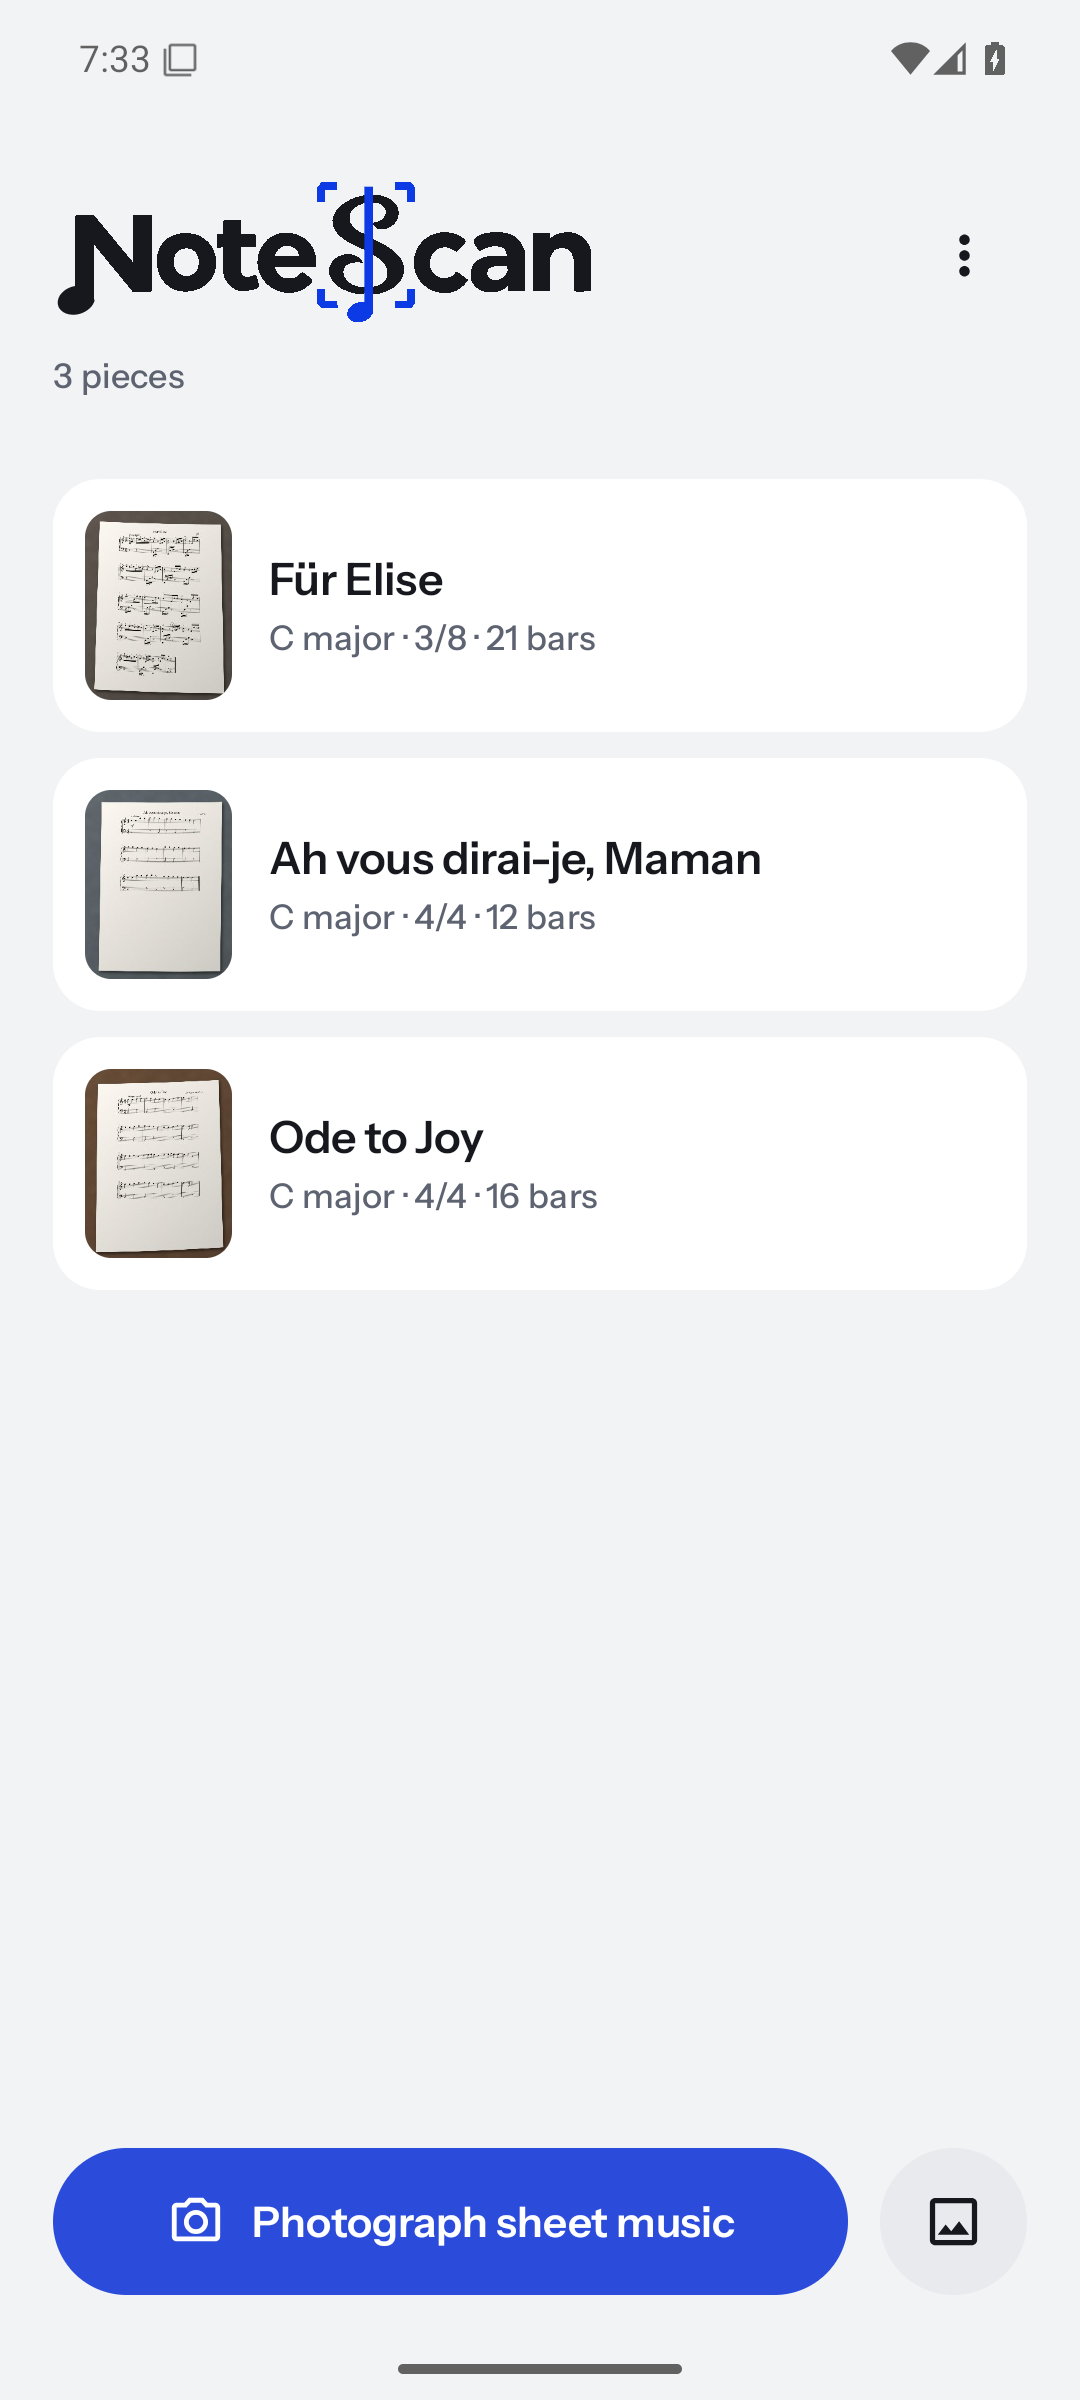 7:33
NoteScan
3 pieces
Für Elise
C major · 3/8 · 21 bars
Ah vous dirai-je, Maman
C major · 4/4 · 12 bars
Ode to Joy
C major · 4/4 · 16 bars
Photograph sheet music